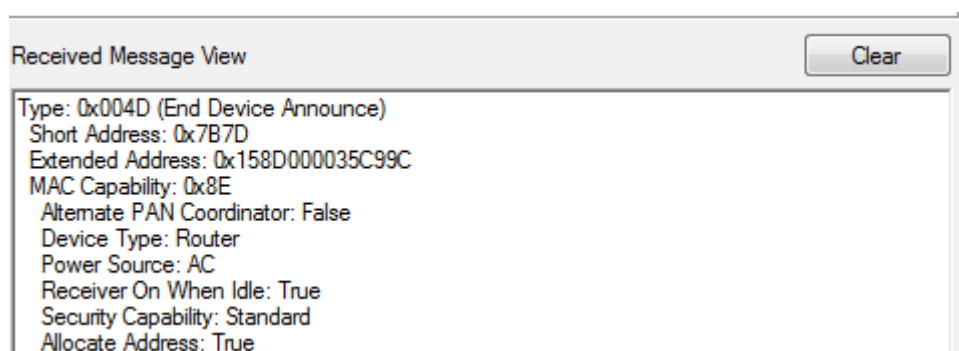 Received Message View
Clear
Type: 0x004D (End Device Announce)
Short Address: 0x7B7D
Extended Address: 0x158D000035C99C
MAC Capability: 0x8E
Alternate PAN Coordinator: False
Device Type: Router
Power Source: AC
Receiver On When Idle: True
Security Capability: Standard
Allocate Address: True